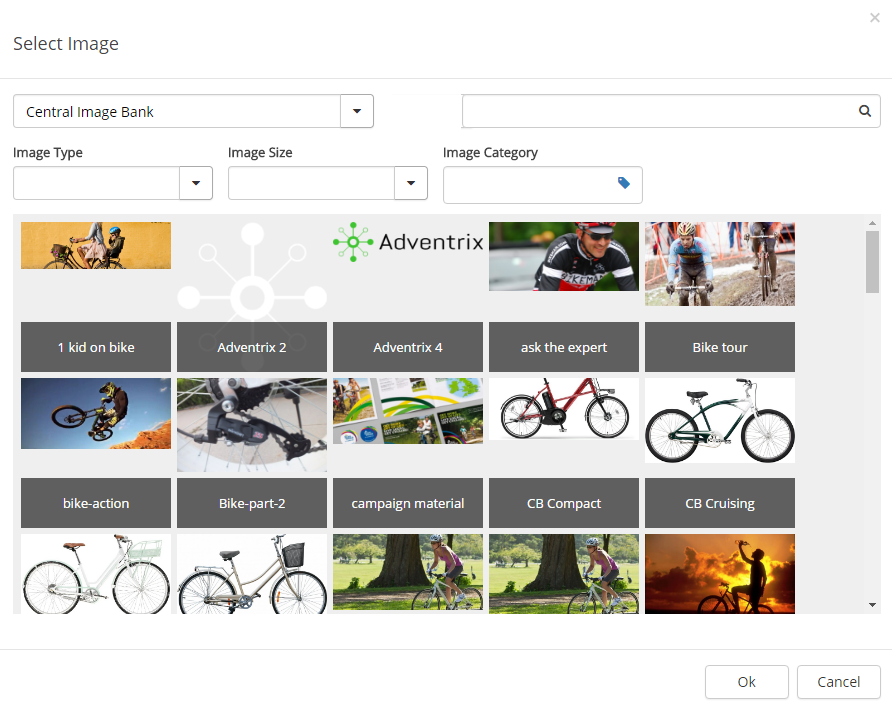 ×
Select Image
Central Image Bank
Image Type
Image Size
Image Category
Adventrix
BIKEMA
1 kid on bike
Adventrix 2
Adventrix 4
ask the expert
Bike tour
bike-action
Bike-part-2
campaign material
CB Compact
CB Cruising
Ok
Cancel